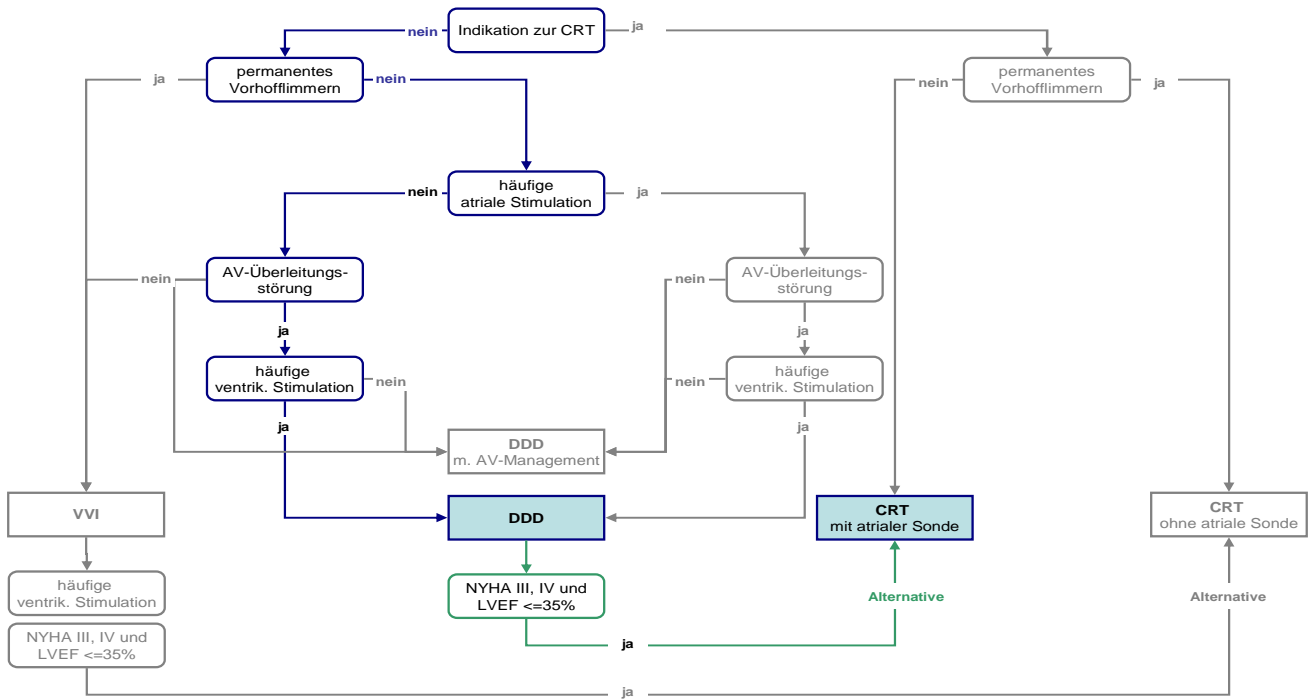 nein
Indikation zur CRT
ja
ja
permanentes
Vorhofflimmern
nein
nein
permanentes
Vorhofflimmern
ja
nein
häufige
atriale Stimulation
ja
nein
AV-Überleitungs-
störung
nein
AV-Überleitungs-
störung
ja
ja
häufige
ventrik. Stimulation
nein
nein
häufige
ventrik. Stimulation
ja
ja
DDD
m. AV-Management
VVI
DDD
CRT
mit atrialer Sonde
CRT
ohne atriale Sonde
häufige
ventrik. Stimulation
NYHA III, IV und
LVEF <=35%
Alternative
Alternative
NYHA III, IV und
LVEF <=35%
ja
ja